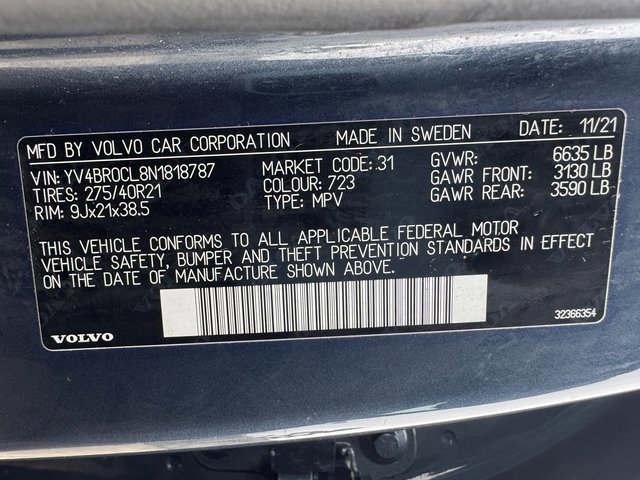 MFD BY VOLVO CAR CORPORATION MADE IN SWEDEN DATE: 11/21
VIN: YV4BR0CL8N1818787 MARKET CODE: 31 GVWR: 6635 LB
TIRES: 275/40R21 COLOUR: 723 GAWR FRONT: 3130 LB
RIM: 9Jx21x38.5 TYPE: MPV GAWR REAR: 3590 LB
THIS VEHICLE CONFORMS TO ALL APPLICABLE FEDERAL MOTOR
VEHICLE SAFETY, BUMPER AND THEFT PREVENTION STANDARDS IN EFFECT
ON THE DATE OF MANUFACTURE SHOWN ABOVE.
VOLVO 32366354